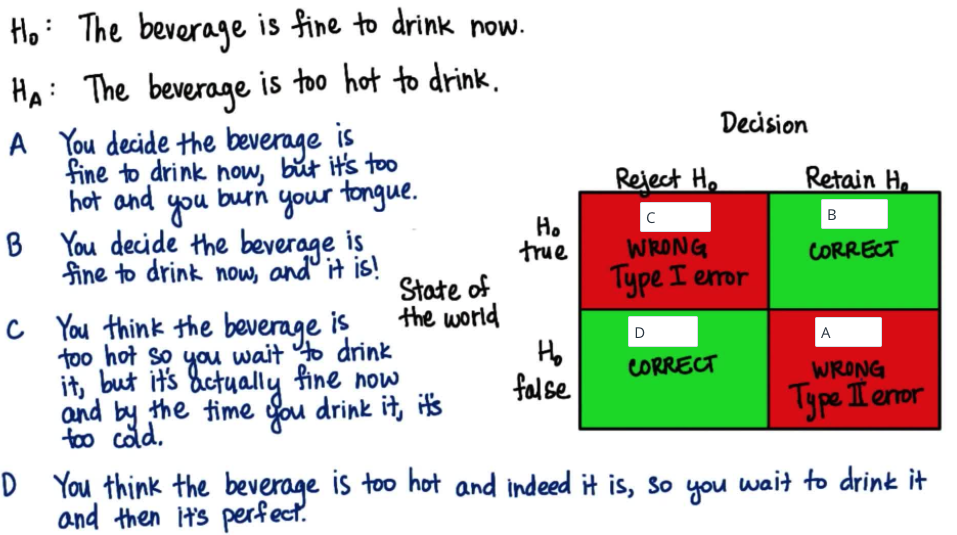 H₀: The beverage is fine to drink now.
H_A: The beverage is too hot to drink.
A You decide the beverage is
fine to drink now, but it's too
hot and you burn your tongue.
B You decide the beverage is
fine to drink now, and it is!
C You think the beverage is
too hot so you wait to drink
it, but it's actually fine now
and by the time you drink it, it's
too cold.
D You think the beverage is too hot and indeed it is, so you wait to drink it
and then it's perfect.
Decision
Reject H₀ Retain H₀
State of
the world
H₀
true
C
WRONG
Type I error
B
CORRECT
H₀
false
D
CORRECT
A
WRONG
Type II error